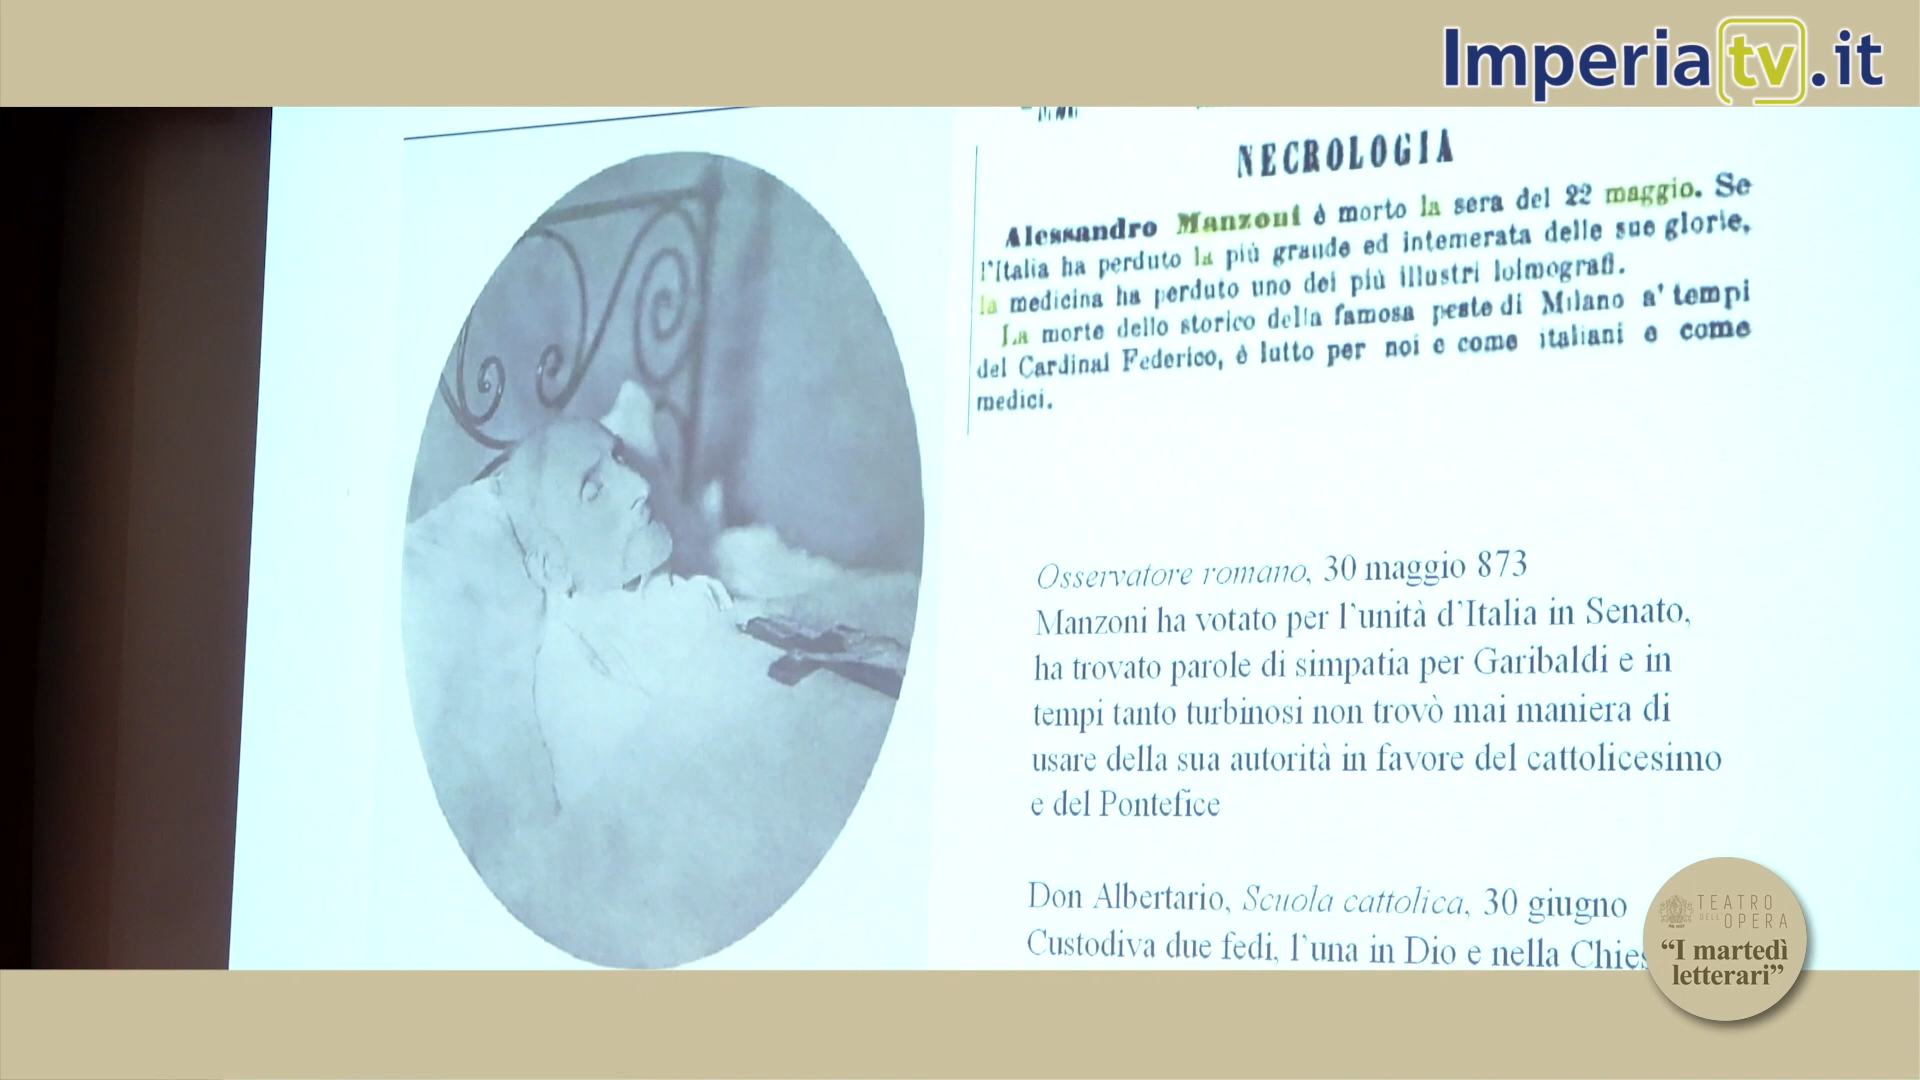 Imperia tv .it
NECROLOGIA
Alessandro Manzoni è morto la sera del 22 maggio. Se
l'Italia ha perduto la più grande ed intemerata delle sue glorie,
la medicina ha perduto uno dei più illustri loimografi.
La morte dello storico della famosa peste di Milano a' tempi
del Cardinal Federico, è lutto per noi e come italiani e come
medici.
Osservatore romano, 30 maggio 873
Manzoni ha votato per l'unità d'Italia in Senato,
ha trovato parole di simpatia per Garibaldi e in
tempi tanto turbinosi non trovò mai maniera di
usare della sua autorità in favore del cattolicesimo
e del Pontefice
Don Albertario, Scuola cattolica, 30 giugno
Custodiva due fedi, l'una in Dio e nella Chies
TEATRO
DELL'OPERA
“I martedì
letterari”